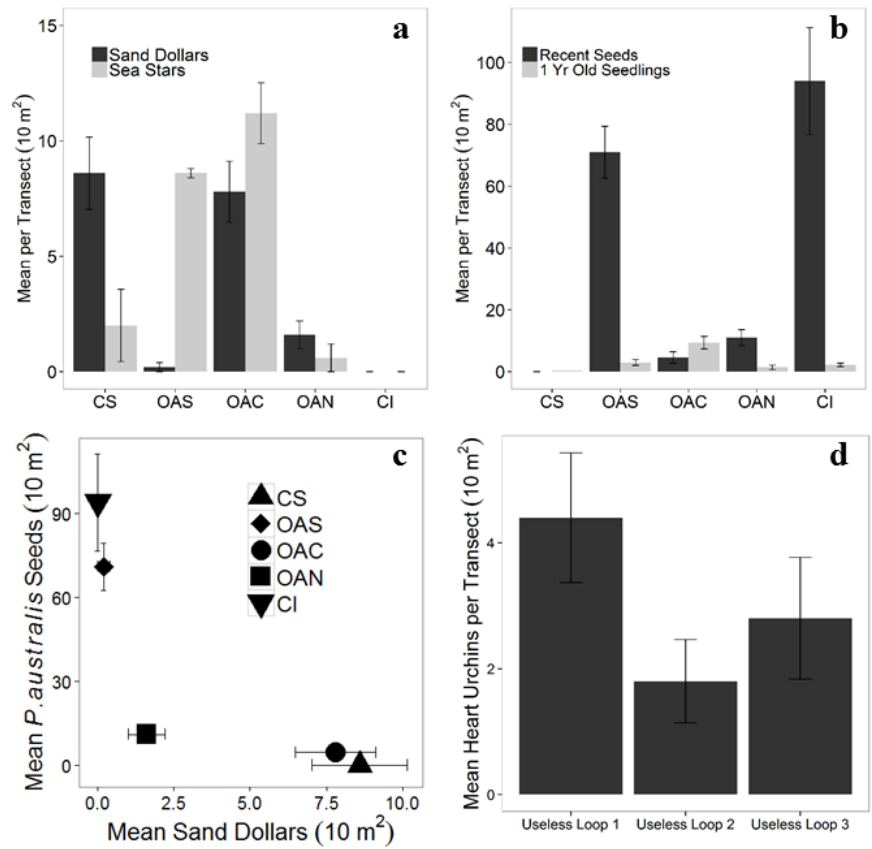 a
15
10
5
0
Mean per Transect (10 m²)
Sand Dollars
Sea Stars
CS OAS OAC OAN CI
b
100
80
60
40
20
0
Mean per Transect (10 m²)
Recent Seeds
1 Yr Old Seedlings
CS OAS OAC OAN CI
c
90
60
30
0
Mean P. australis Seeds (10 m²)
CS
OAS
OAC
OAN
CI
0.0 2.5 5.0 7.5 10.0
Mean Sand Dollars (10 m²)
d
4
2
0
Mean Heart Urchins per Transect (10 m²)
Useless Loop 1 Useless Loop 2 Useless Loop 3